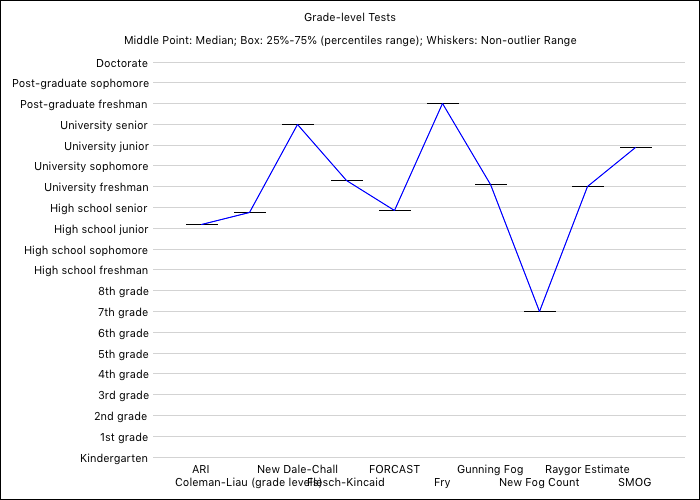 Grade-level Tests
Middle Point: Median; Box: 25%-75% (percentiles range); Whiskers: Non-outlier Range
Doctorate
Post-graduate sophomore
Post-graduate freshman
University senior
University junior
University sophomore
University freshman
High school senior
High school junior
High school sophomore
High school freshman
8th grade
7th grade
6th grade
5th grade
4th grade
3rd grade
2nd grade
1st grade
Kindergarten
ARI New Dale-Chall FORCAST Gunning Fog Raygor Estimate
Coleman-Liau (grade levels) Flesch-Kincaid Fry New Fog Count SMOG